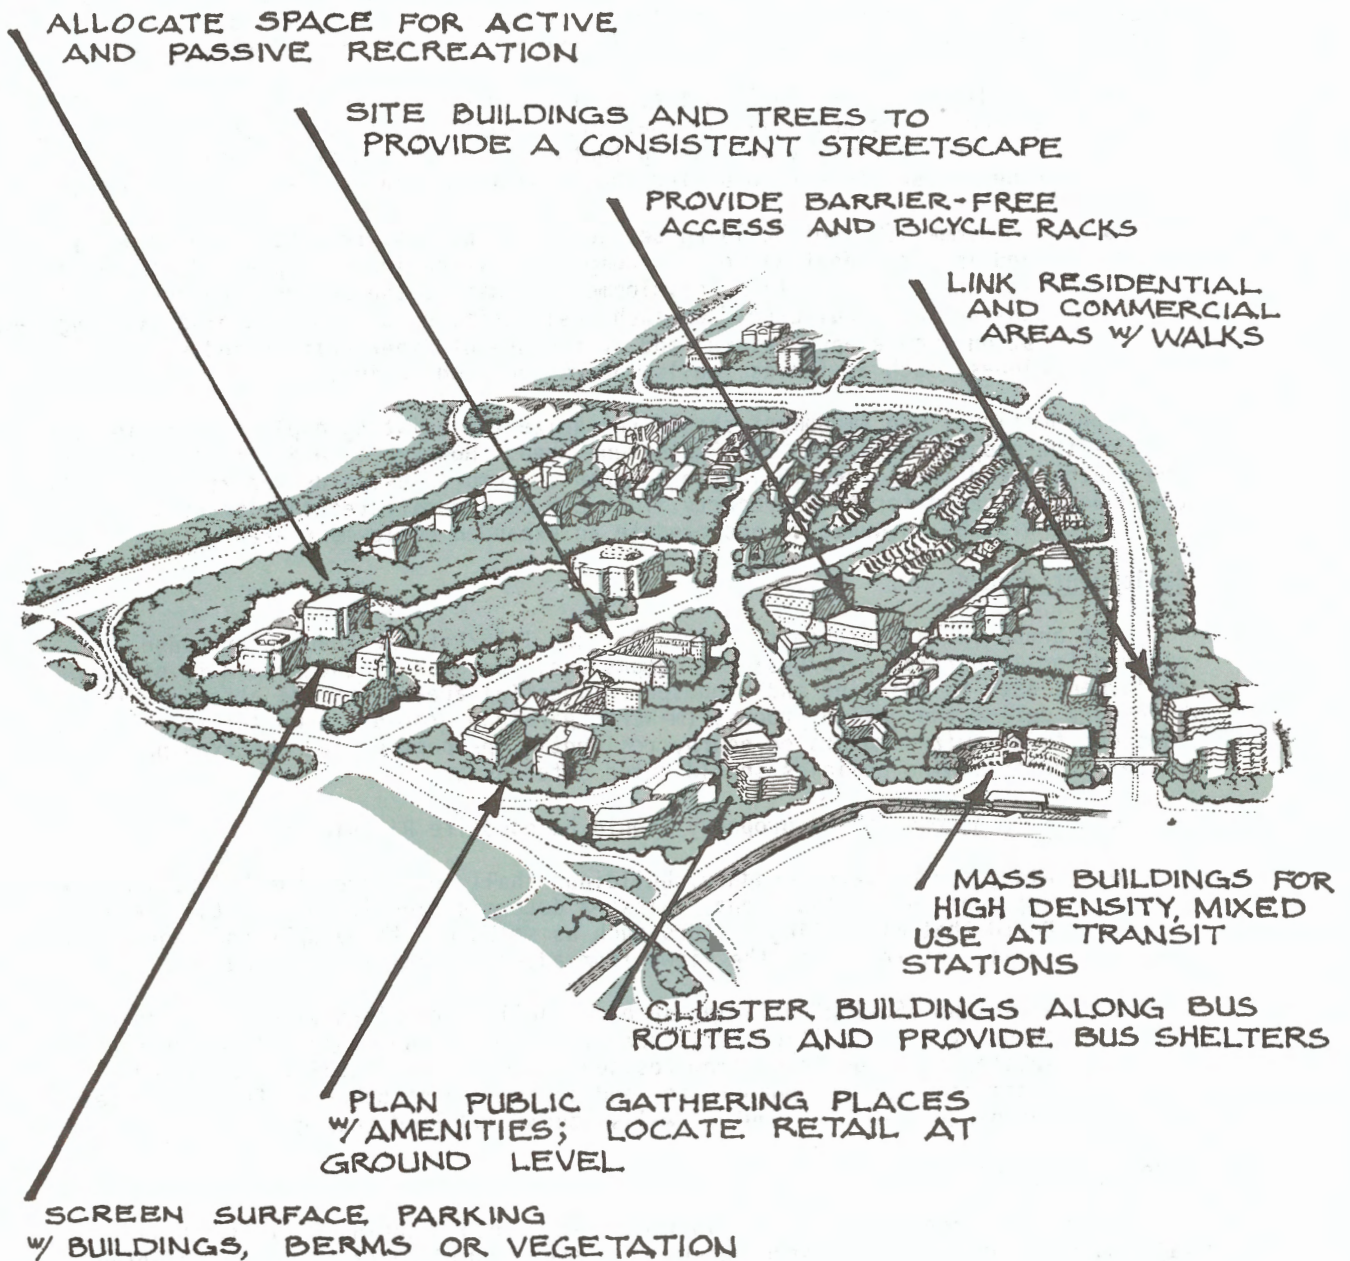 ALLOCATE SPACE FOR ACTIVE
AND PASSIVE RECREATION
SITE BUILDINGS AND TREES TO
PROVIDE A CONSISTENT STREETSCAPE
PROVIDE BARRIER-FREE
ACCESS AND BICYCLE RACKS
LINK RESIDENTIAL
AND COMMERCIAL
AREAS w/ WALKS
MASS BUILDINGS FOR
HIGH DENSITY, MIXED
USE AT TRANSIT
STATIONS
CLUSTER BUILDINGS ALONG BUS
ROUTES AND PROVIDE BUS SHELTERS
PLAN PUBLIC GATHERING PLACES
w/ AMENITIES; LOCATE RETAIL AT
GROUND LEVEL
SCREEN SURFACE PARKING
w/ BUILDINGS, BERMS OR VEGETATION